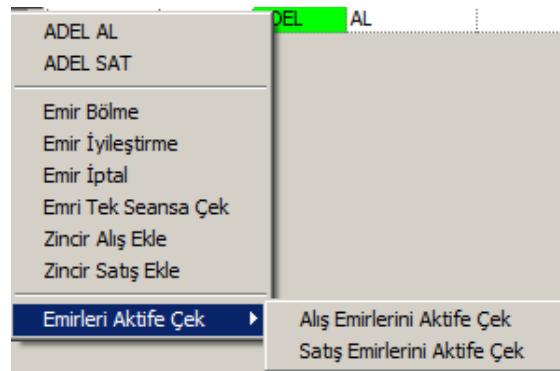 DEL AL
ADEL AL
ADEL SAT
Emir Bölme
Emir İyileştirme
Emir İptal
Emri Tek Seansa Çek
Zincir Alış Ekle
Zincir Satış Ekle
Emirleri Aktife Çek
Alış Emirlerini Aktife Çek
Satış Emirlerini Aktife Çek